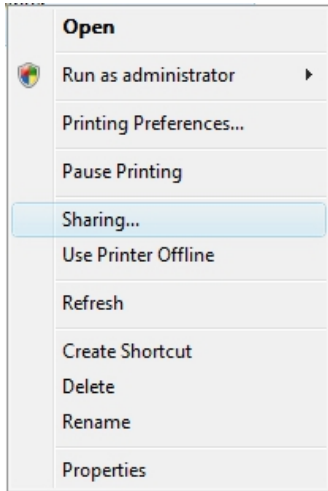 Open
Run as administrator
Printing Preferences...
Pause Printing
Sharing...
Use Printer Offline
Refresh
Create Shortcut
Delete
Rename
Properties